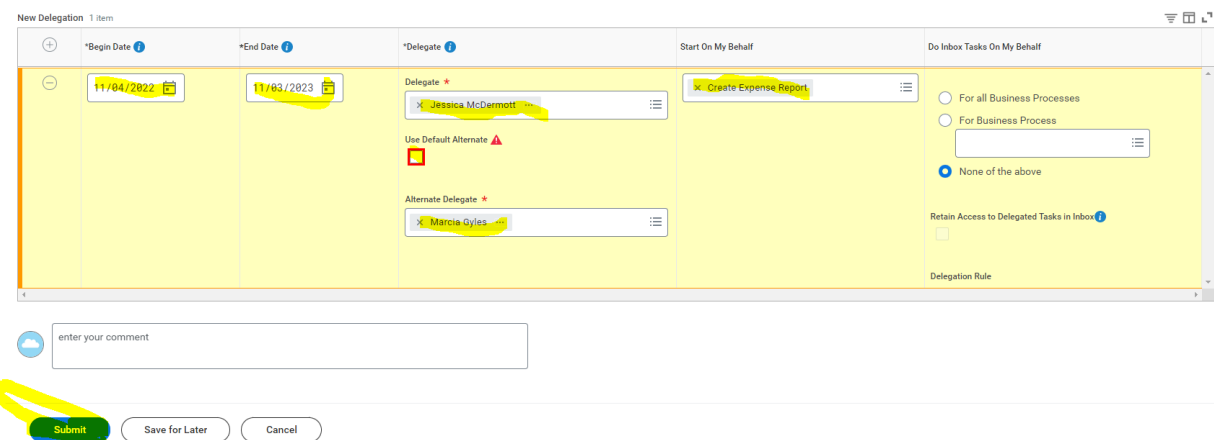 New Delegation 1 item
*Begin Date
*End Date
*Delegate
Start On My Behalf
Do Inbox Tasks On My Behalf
11/04/2022
11/03/2023
Delegate *
× Jessica McDermott ...
Use Default Alternate
Alternate Delegate *
× Marcia Gyles ...
× Create Expense Report
For all Business Processes
For Business Process
None of the above
Retain Access to Delegated Tasks in Inbox
Delegation Rule
enter your comment
Submit
Save for Later
Cancel